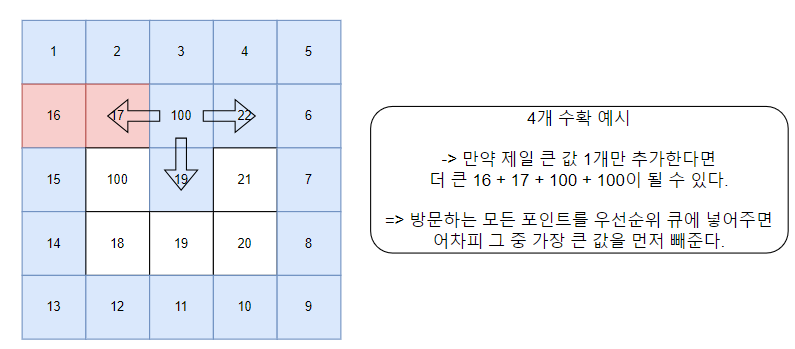 1 2 3 4 5
16 17 100 22 6
15 100 19 21 7
14 18 19 20 8
13 12 11 10 9
4개 수확 예시
-> 만약 제일 큰 값 1개만 추가한다면
더 큰 16 + 17 + 100 + 100이 될 수 있다.
=> 방문하는 모든 포인트를 우선순위 큐에 넣어주면
어차피 그 중 가장 큰 값을 먼저 빼준다.